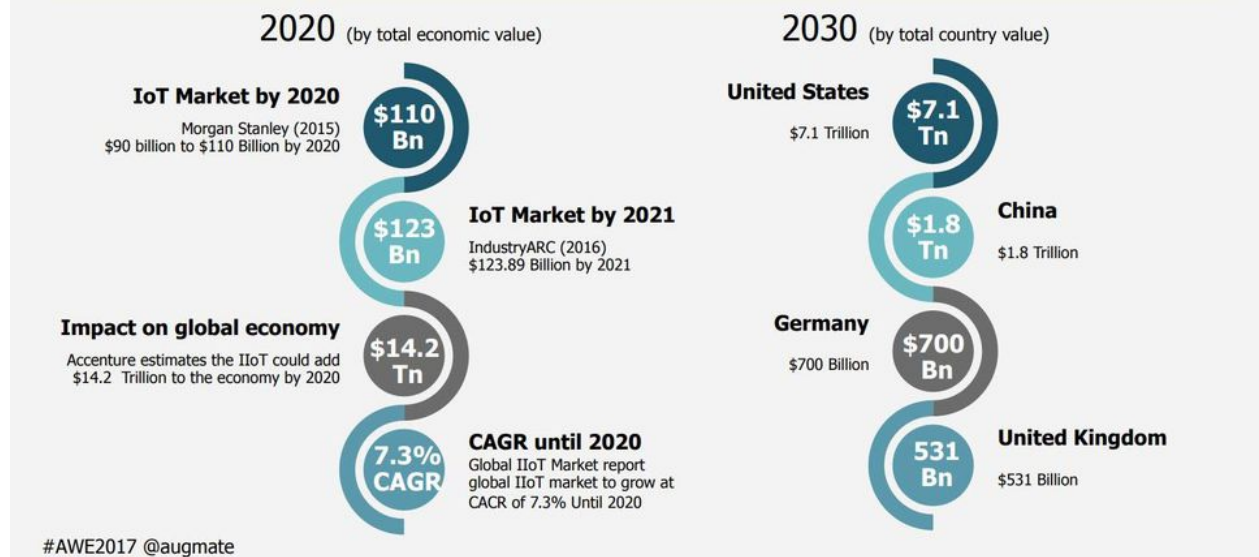 2020 (by total economic value)
IoT Market by 2020
Morgan Stanley (2015)
$90 billion to $110 Billion by 2020
$110
Bn
$123
Bn
IoT Market by 2021
IndustryARC (2016)
$123.89 Billion by 2021
Impact on global economy
Accenture estimates the IIoT could add
$14.2 Trillion to the economy by 2020
$14.2
Tn
7.3%
CAGR
CAGR until 2020
Global IIoT Market report
global IIoT market to grow at
CACR of 7.3% Until 2020
2030 (by total country value)
United States
$7.1 Trillion
$7.1
Tn
$1.8
Tn
China
$1.8 Trillion
Germany
$700 Billion
$700
Bn
531
Bn
United Kingdom
$531 Billion
#AWE2017 @augmate